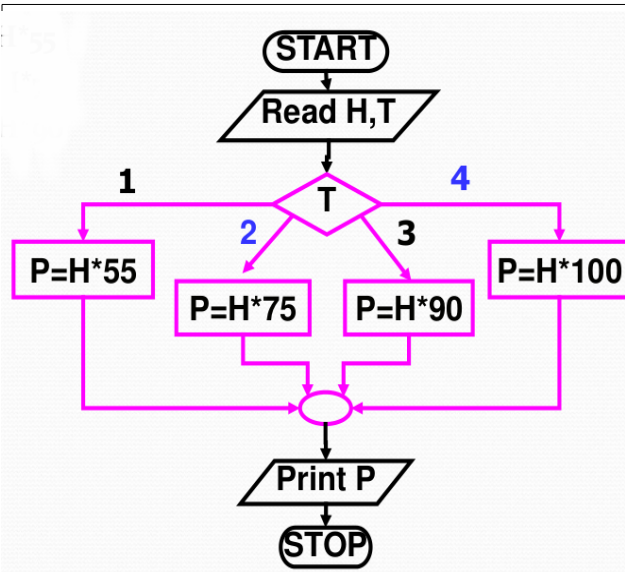 START
Read H,T
T
1
2
3
4
P=H*55
P=H*75
P=H*90
P=H*100
Print P
STOP